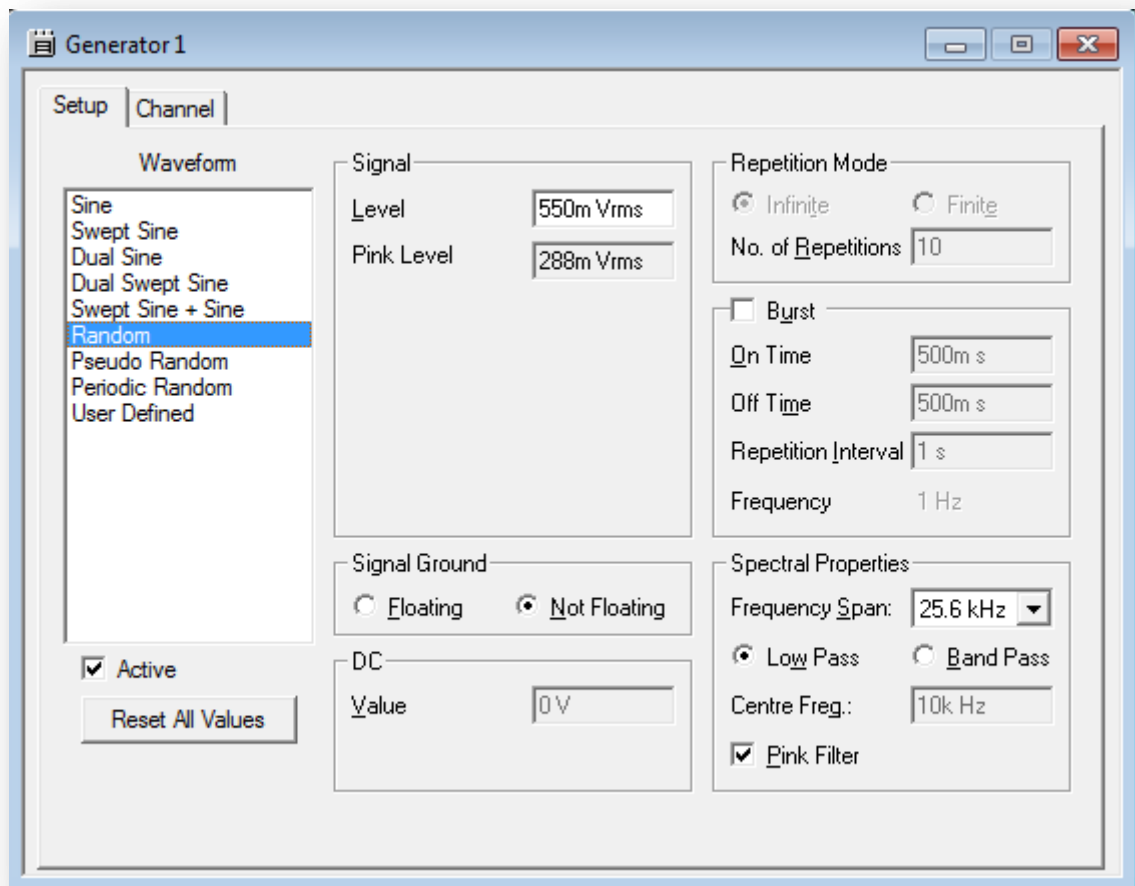 Generator 1
Setup
Channel
Waveform
Sine
Swept Sine
Dual Sine
Dual Swept Sine
Swept Sine + Sine
Random
Pseudo Random
Periodic Random
User Defined
Active
Reset All Values
Signal
Level 550m Vrms
Pink Level 288m Vrms
Signal Ground
Floating Not Floating
DC
Value 0 V
Repetition Mode
Infinite Finite
No. of Repetitions 10
Burst
On Time 500m s
Off Time 500m s
Repetition Interval 1 s
Frequency 1 Hz
Spectral Properties
Frequency Span: 25.6 kHz
Low Pass Band Pass
Centre Freq.: 10k Hz
Pink Filter